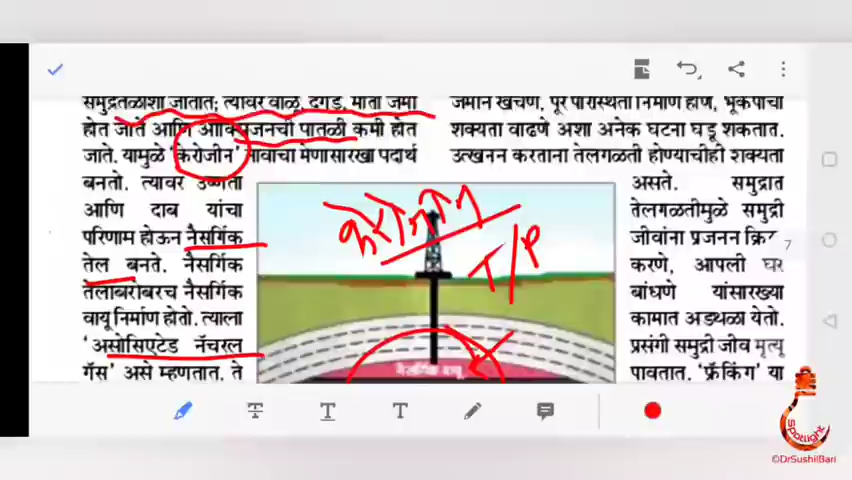 समुद्रतळाशी जातात; त्यावर वाळू, दगड, माती जमा
होत जाते आणि ऑक्सिजनची पातळी कमी होत
जाते. यामुळे 'केरोजीन' नावाचा मेणासारखा पदार्थ
बनतो. त्यावर उष्णता
आणि दाब यांचा
परिणाम होऊन नैसर्गिक
तेल बनते. नैसर्गिक
तेलाबरोबरच नैसर्गिक
वायू निर्माण होतो. त्याला
'असोसिएटेड नॅचरल
गॅस' असे म्हणतात. ते
T/P
नैसर्गिक वायू
जमीन खचणे, पूर परिस्थिती निर्माण होणे, भूकंपाची
शक्यता वाढणे अशा अनेक घटना घडू शकतात.
उत्खनन करताना तेलगळती होण्याचीही शक्यता
असते. समुद्रात
तेलगळतीमुळे समुद्री
जीवांना प्रजनन
करणे, आपली घर
बांधणे यांसारख्या
कामात अडथळा येतो.
प्रसंगी समुद्री जीव मृत्यू
पावतात. 'फ्रॅकिंग' या
7
T
T
T
Spotlight
©DrSushilBari